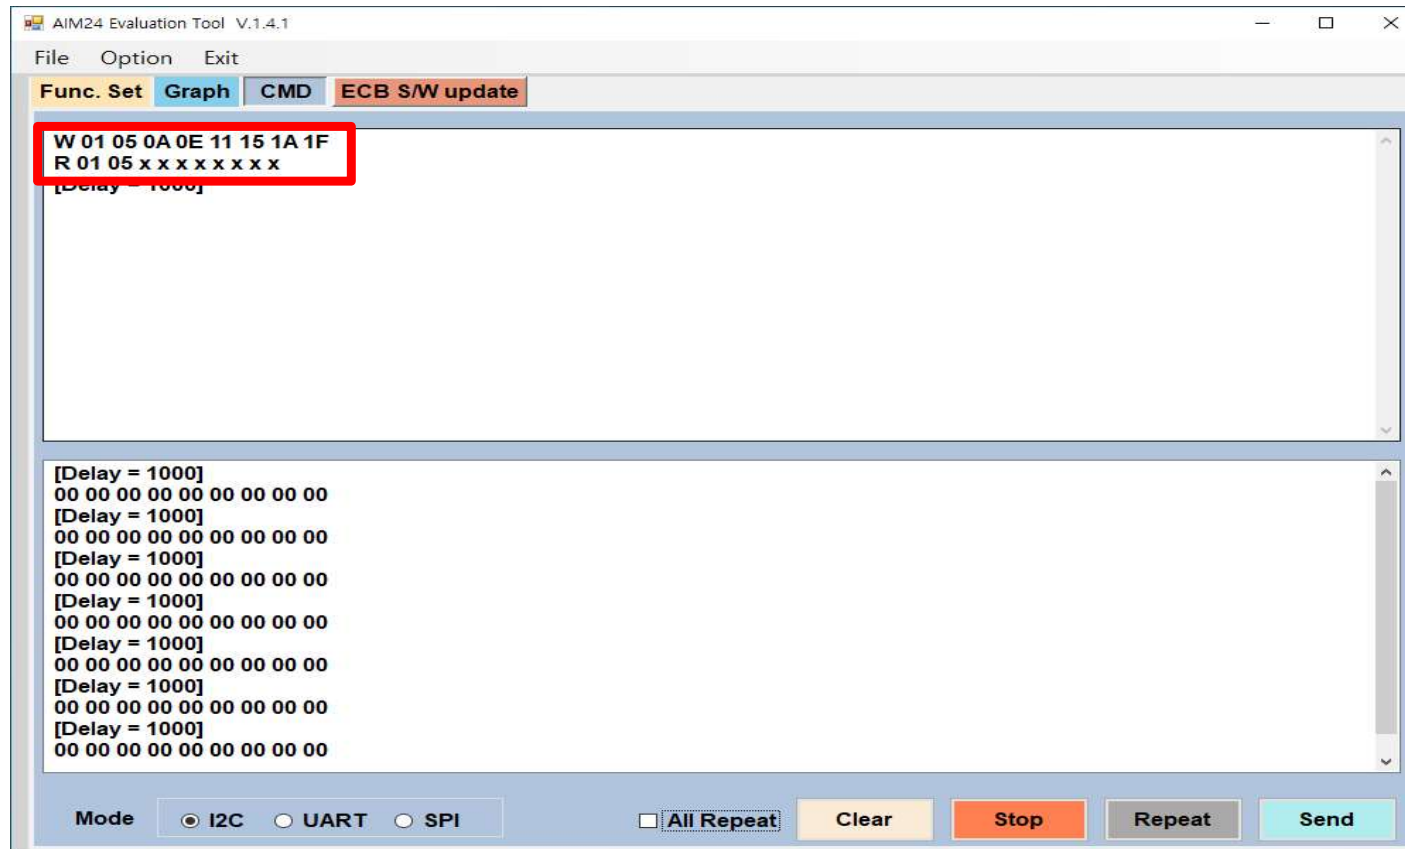 AIM24 Evaluation Tool V.1.4.1
File Option Exit
Func. Set Graph CMD ECB S/W update
W 01 05 0A 0E 11 15 1A 1F
R 01 05 x x x x x x x x
[Delay = 1000]
[Delay = 1000]
00 00 00 00 00 00 00 00 00
[Delay = 1000]
00 00 00 00 00 00 00 00 00
[Delay = 1000]
00 00 00 00 00 00 00 00 00
[Delay = 1000]
00 00 00 00 00 00 00 00 00
[Delay = 1000]
00 00 00 00 00 00 00 00 00
[Delay = 1000]
00 00 00 00 00 00 00 00 00
[Delay = 1000]
00 00 00 00 00 00 00 00 00
Mode I2C UART SPI All Repeat Clear Stop Repeat Send